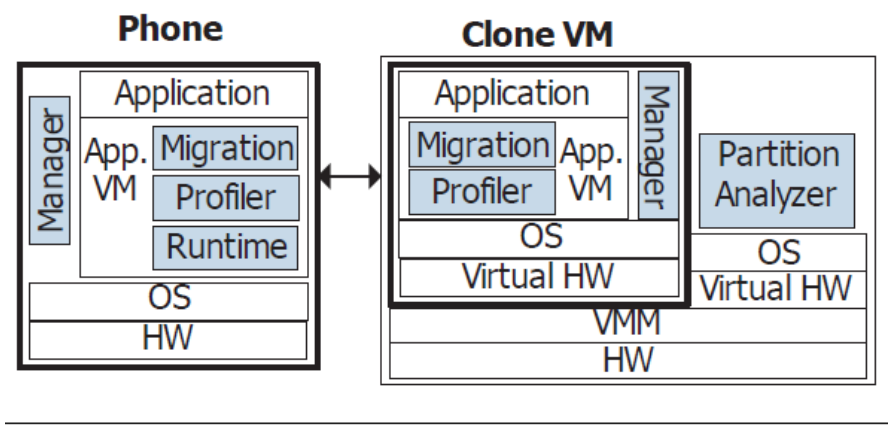 Phone
Manager
Application
App.
VM
Migration
Profiler
Runtime
OS
HW
Clone VM
Application
Migration
Profiler
App.
VM
Manager
OS
Virtual HW
Partition
Analyzer
OS
Virtual HW
VMM
HW